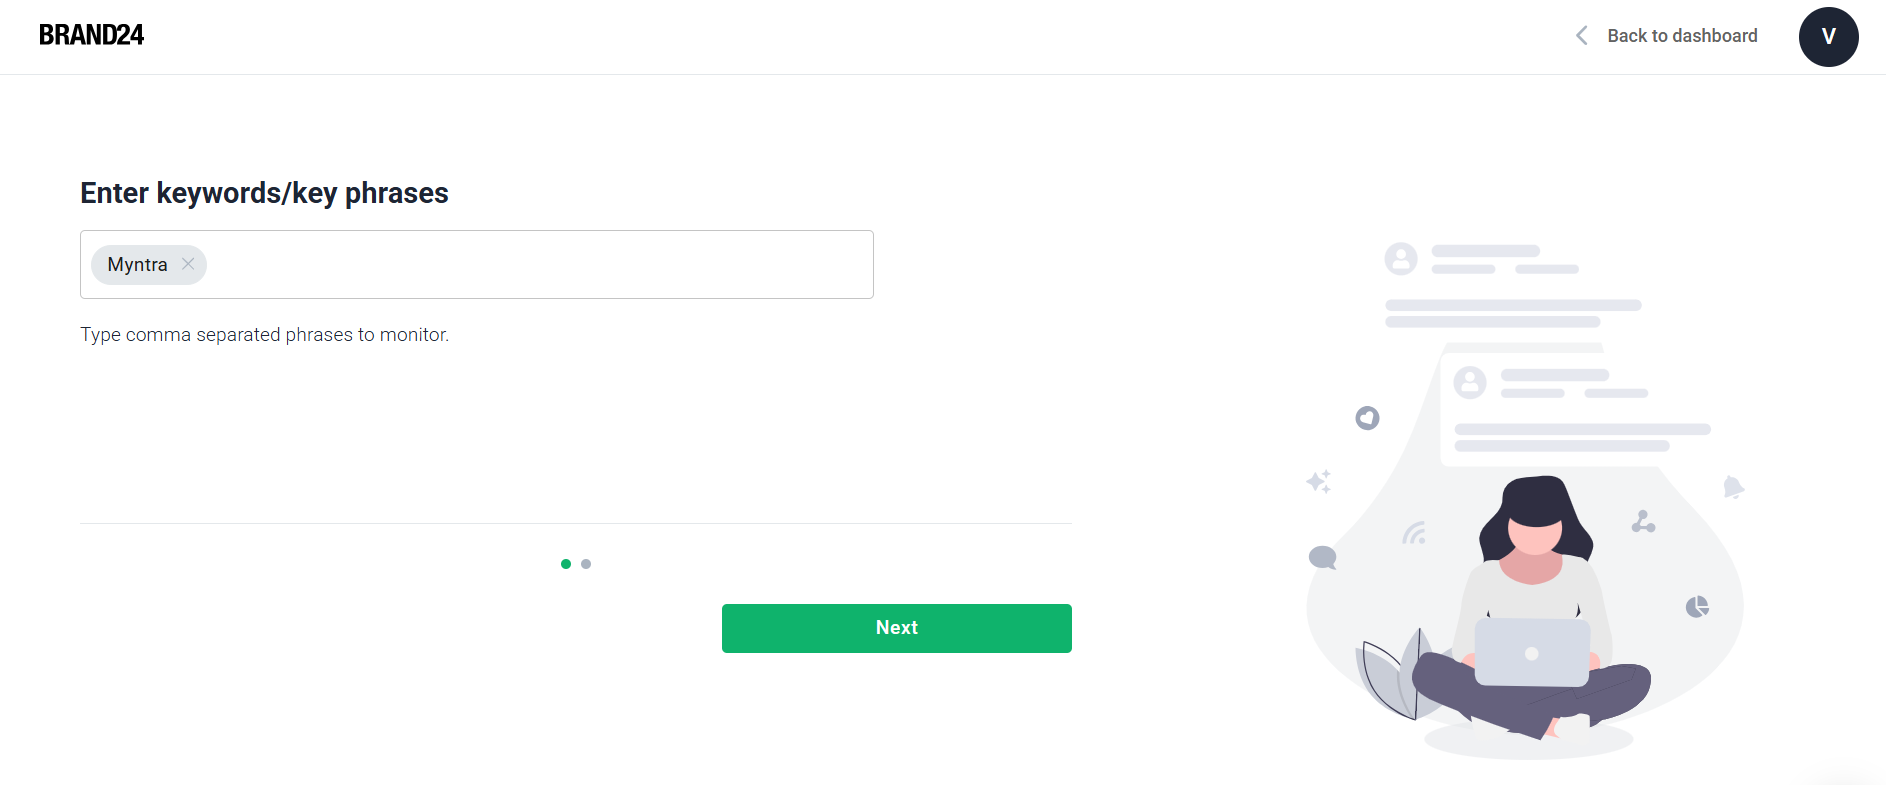 BRAND24
Back to dashboard
V
Enter keywords/key phrases
Myntra
Type comma separated phrases to monitor.
Next